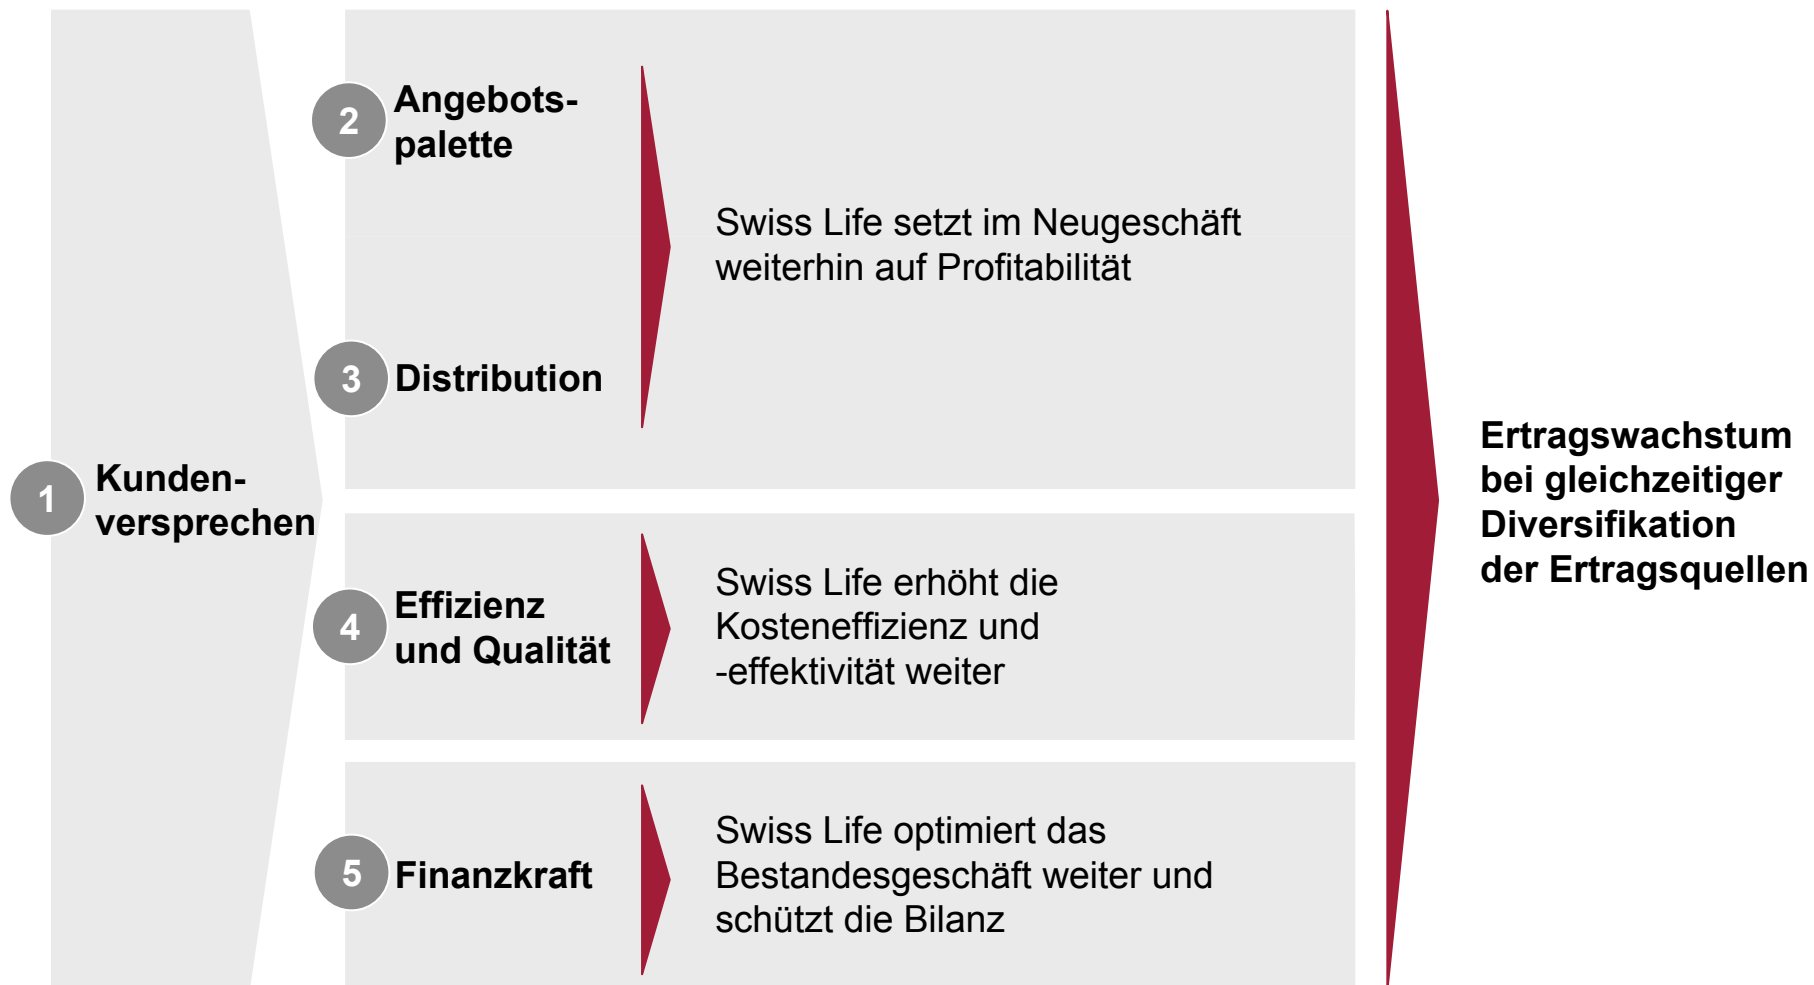 1
Kunden-
versprechen
2
Angebots-
palette
3
Distribution
Swiss Life setzt im Neugeschäft
weiterhin auf Profitabilität
4
Effizienz
und Qualität
Swiss Life erhöht die
Kosteneffizienz und
-effektivität weiter
5
Finanzkraft
Swiss Life optimiert das
Bestandesgeschäft weiter und
schützt die Bilanz
Ertragswachstum
bei gleichzeitiger
Diversifikation
der Ertragsquellen